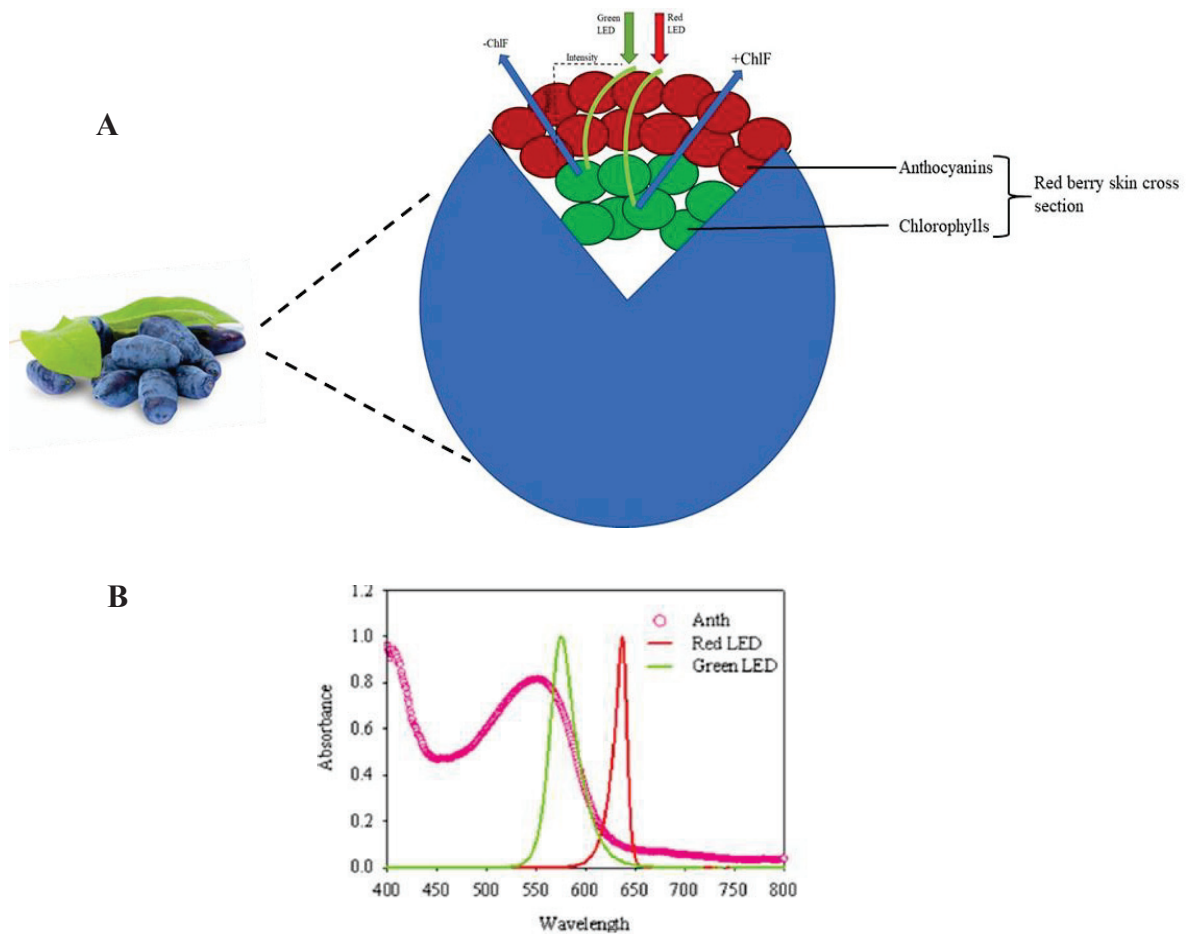 A
Green
LED
Red
LED
-ChlF
Intensity
+ChlF
Anthocyanins
Chlorophylls
Red berry skin cross
section
B
1.2
1.0
0.8
0.6
0.4
0.2
0.0
Absorbance
Anth
Red LED
Green LED
400 450 500 550 600 650 700 750 800
Wavelength